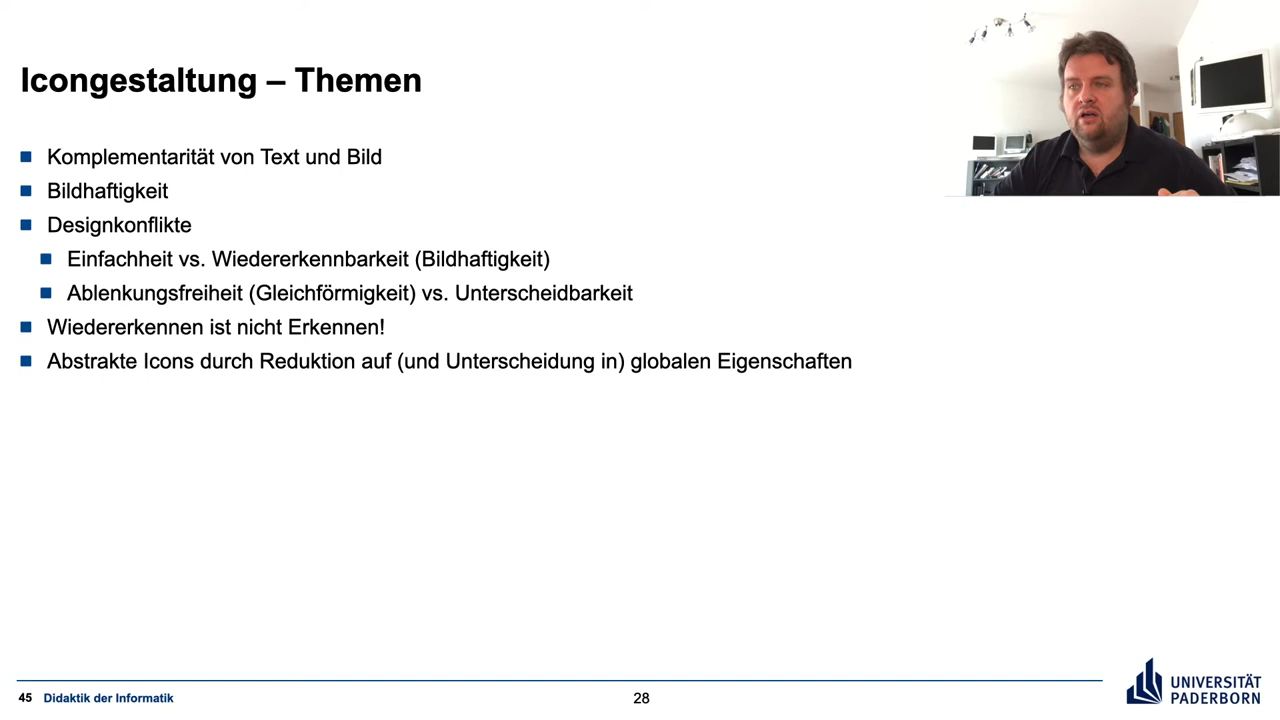 Icongestaltung – Themen
Komplementarität von Text und Bild
Bildhaftigkeit
Designkonflikte
Einfachheit vs. Wiedererkennbarkeit (Bildhaftigkeit)
Ablenkungsfreiheit (Gleichförmigkeit) vs. Unterscheidbarkeit
Wiedererkennen ist nicht Erkennen!
Abstrakte Icons durch Reduktion auf (und Unterscheidung in) globalen Eigenschaften
45 Didaktik der Informatik
28
UNIVERSITÄT
PADERBORN